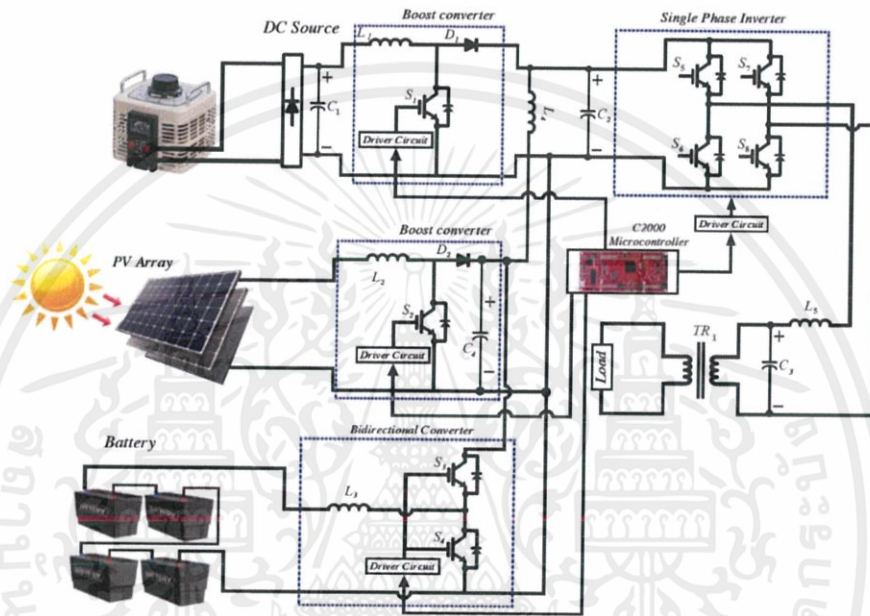 Boost converter
Single Phase Inverter
DC Source
L1
D1
S1
C1
Driver Circuit
L4
C2
S5
S7
S6
S8
Driver Circuit
Boost converter
C2000
Microcontroller
PV Array
D2
L2
S2
C4
Driver Circuit
L5
TR1
C3
Load
Bidirectional Converter
Battery
S3
L3
S4
Driver Circuit